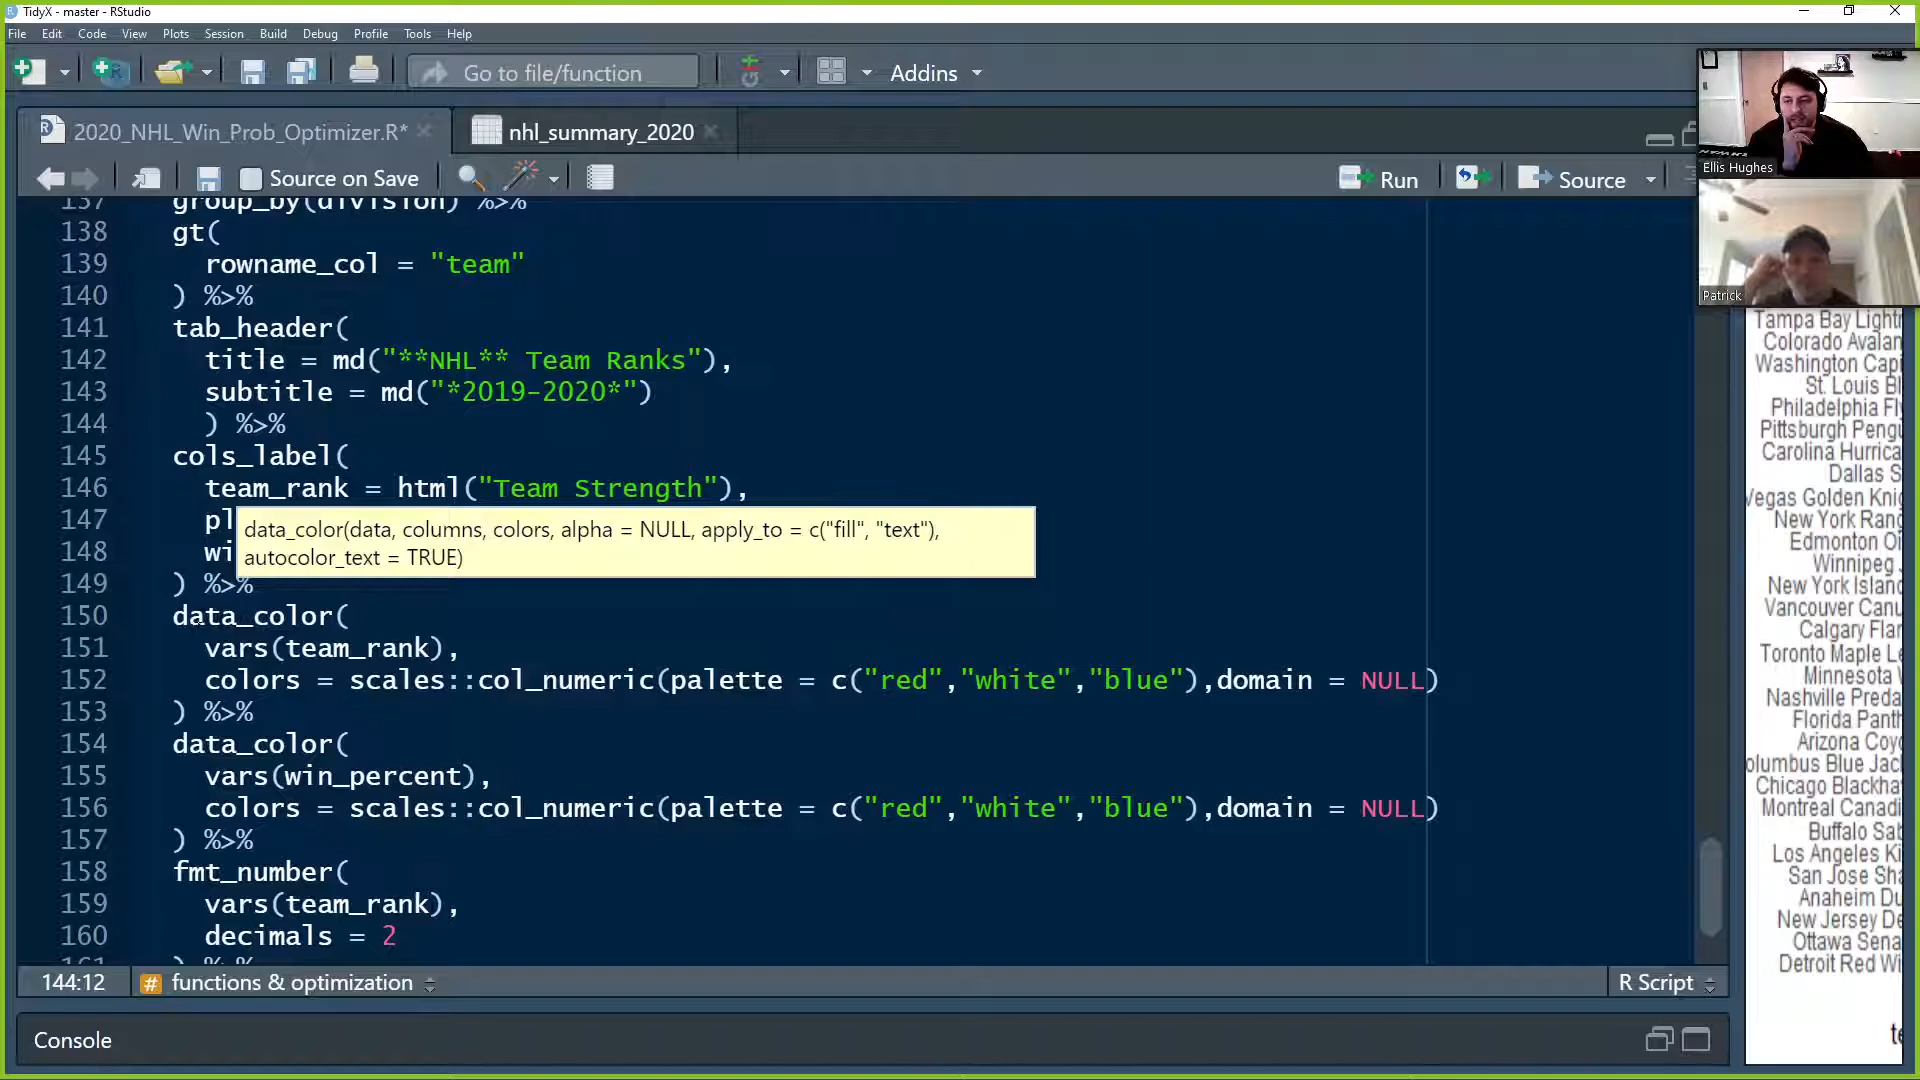 TidyX - master - RStudio
File Edit Code View Plots Session Build Debug Profile Tools Help
Go to file/function
Addins
2020_NHL_Win_Prob_Optimizer.R*
nhl_summary_2020
Source on Save
Run
Source
137 group_by(division) %>%
138 gt(
139 rowname_col = "team"
140 ) %>%
141 tab_header(
142 title = md("**NHL** Team Ranks"),
143 subtitle = md("*2019-2020*")
144 ) %>%
145 cols_label(
146 team_rank = html("Team Strength"),
147 pl
148 wi
data_color(data, columns, colors, alpha = NULL, apply_to = c("fill", "text"),
autocolor_text = TRUE)
149 ) %>%
150 data_color(
151 vars(team_rank),
152 colors = scales::col_numeric(palette = c("red","white","blue"),domain = NULL)
153 ) %>%
154 data_color(
155 vars(win_percent),
156 colors = scales::col_numeric(palette = c("red","white","blue"),domain = NULL)
157 ) %>%
158 fmt_number(
159 vars(team_rank),
160 decimals = 2
161 ) %>%
144:12
functions & optimization
R Script
Console
Ellis Hughes
Patrick
Tampa Bay Lightn
Colorado Avalan
Washington Capi
St. Louis Bl
Philadelphia Fly
Pittsburgh Pengu
Carolina Hurrica
Dallas S
Vegas Golden Knig
New York Rang
Edmonton Oi
Winnipeg J
New York Island
Vancouver Canu
Calgary Flar
Toronto Maple Le
Minnesota W
Nashville Preda
Florida Panth
Arizona Coyo
olumbus Blue Jack
Chicago Blackhaw
Montreal Canadi
Buffalo Sab
Los Angeles Ki
San Jose Sha
Anaheim Du
New Jersey De
Ottawa Sena
Detroit Red Wi
te